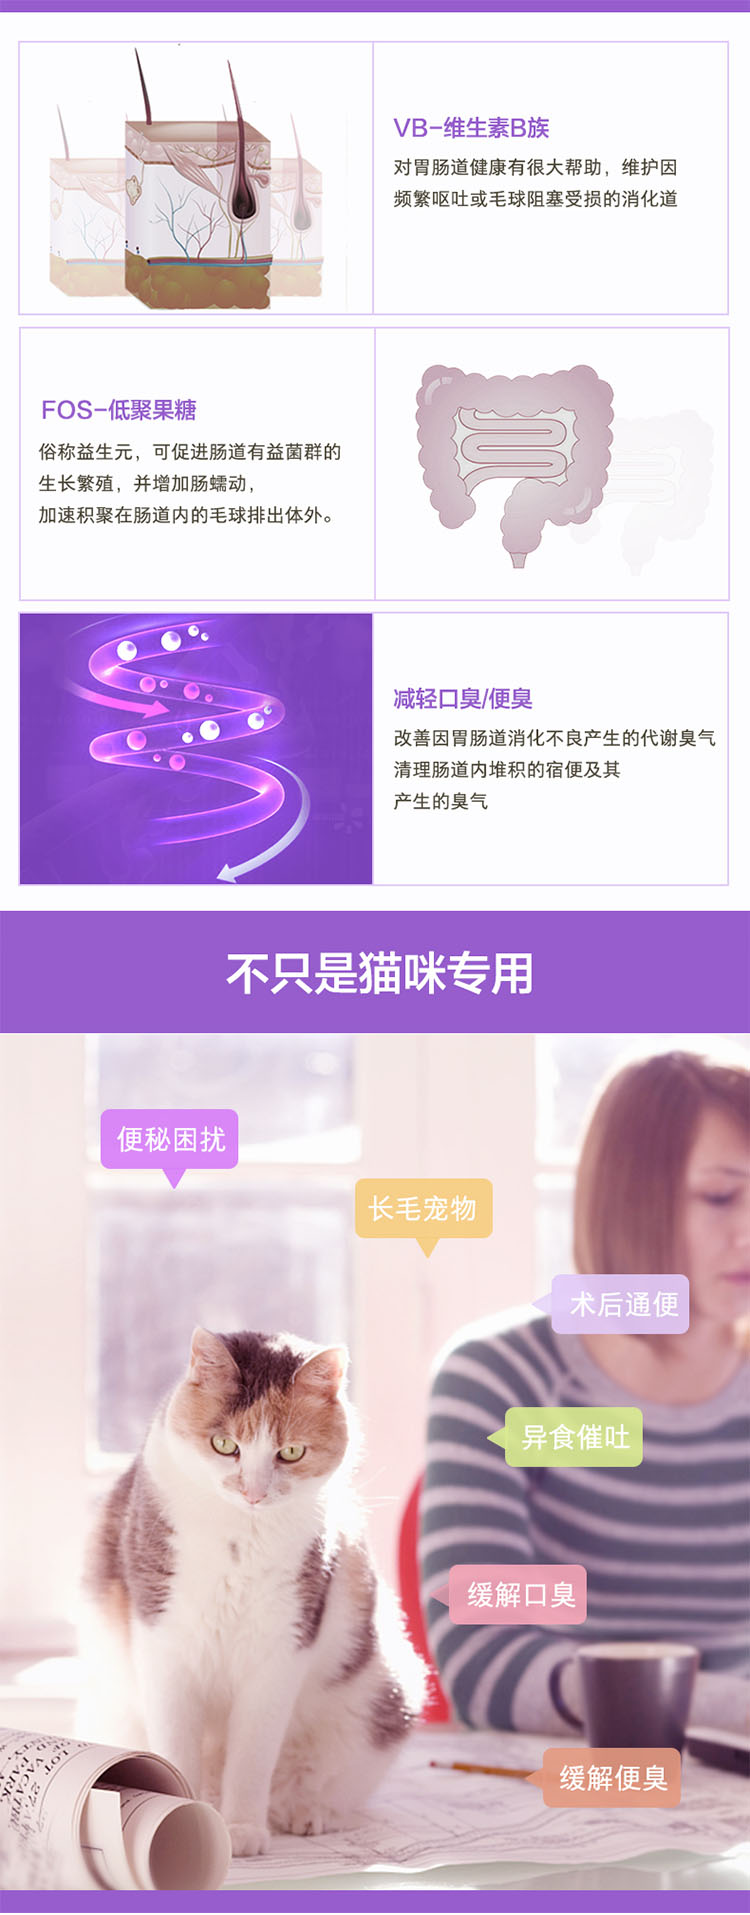 VB-维生素B族
对胃肠道健康有很大帮助，维护因
频繁呕吐或毛球阻塞受损的消化道
FOS-低聚果糖
俗称益生元，可促进肠道有益菌群的
生长繁殖，并增加肠蠕动，
加速积聚在肠道内的毛球排出体外。
减轻口臭/便臭
改善因胃肠道消化不良产生的代谢臭气
清理肠道内堆积的宿便及其
产生的臭气
不只是猫咪专用
便秘困扰
长毛宠物
术后通便
异食催吐
缓解口臭
缓解便臭